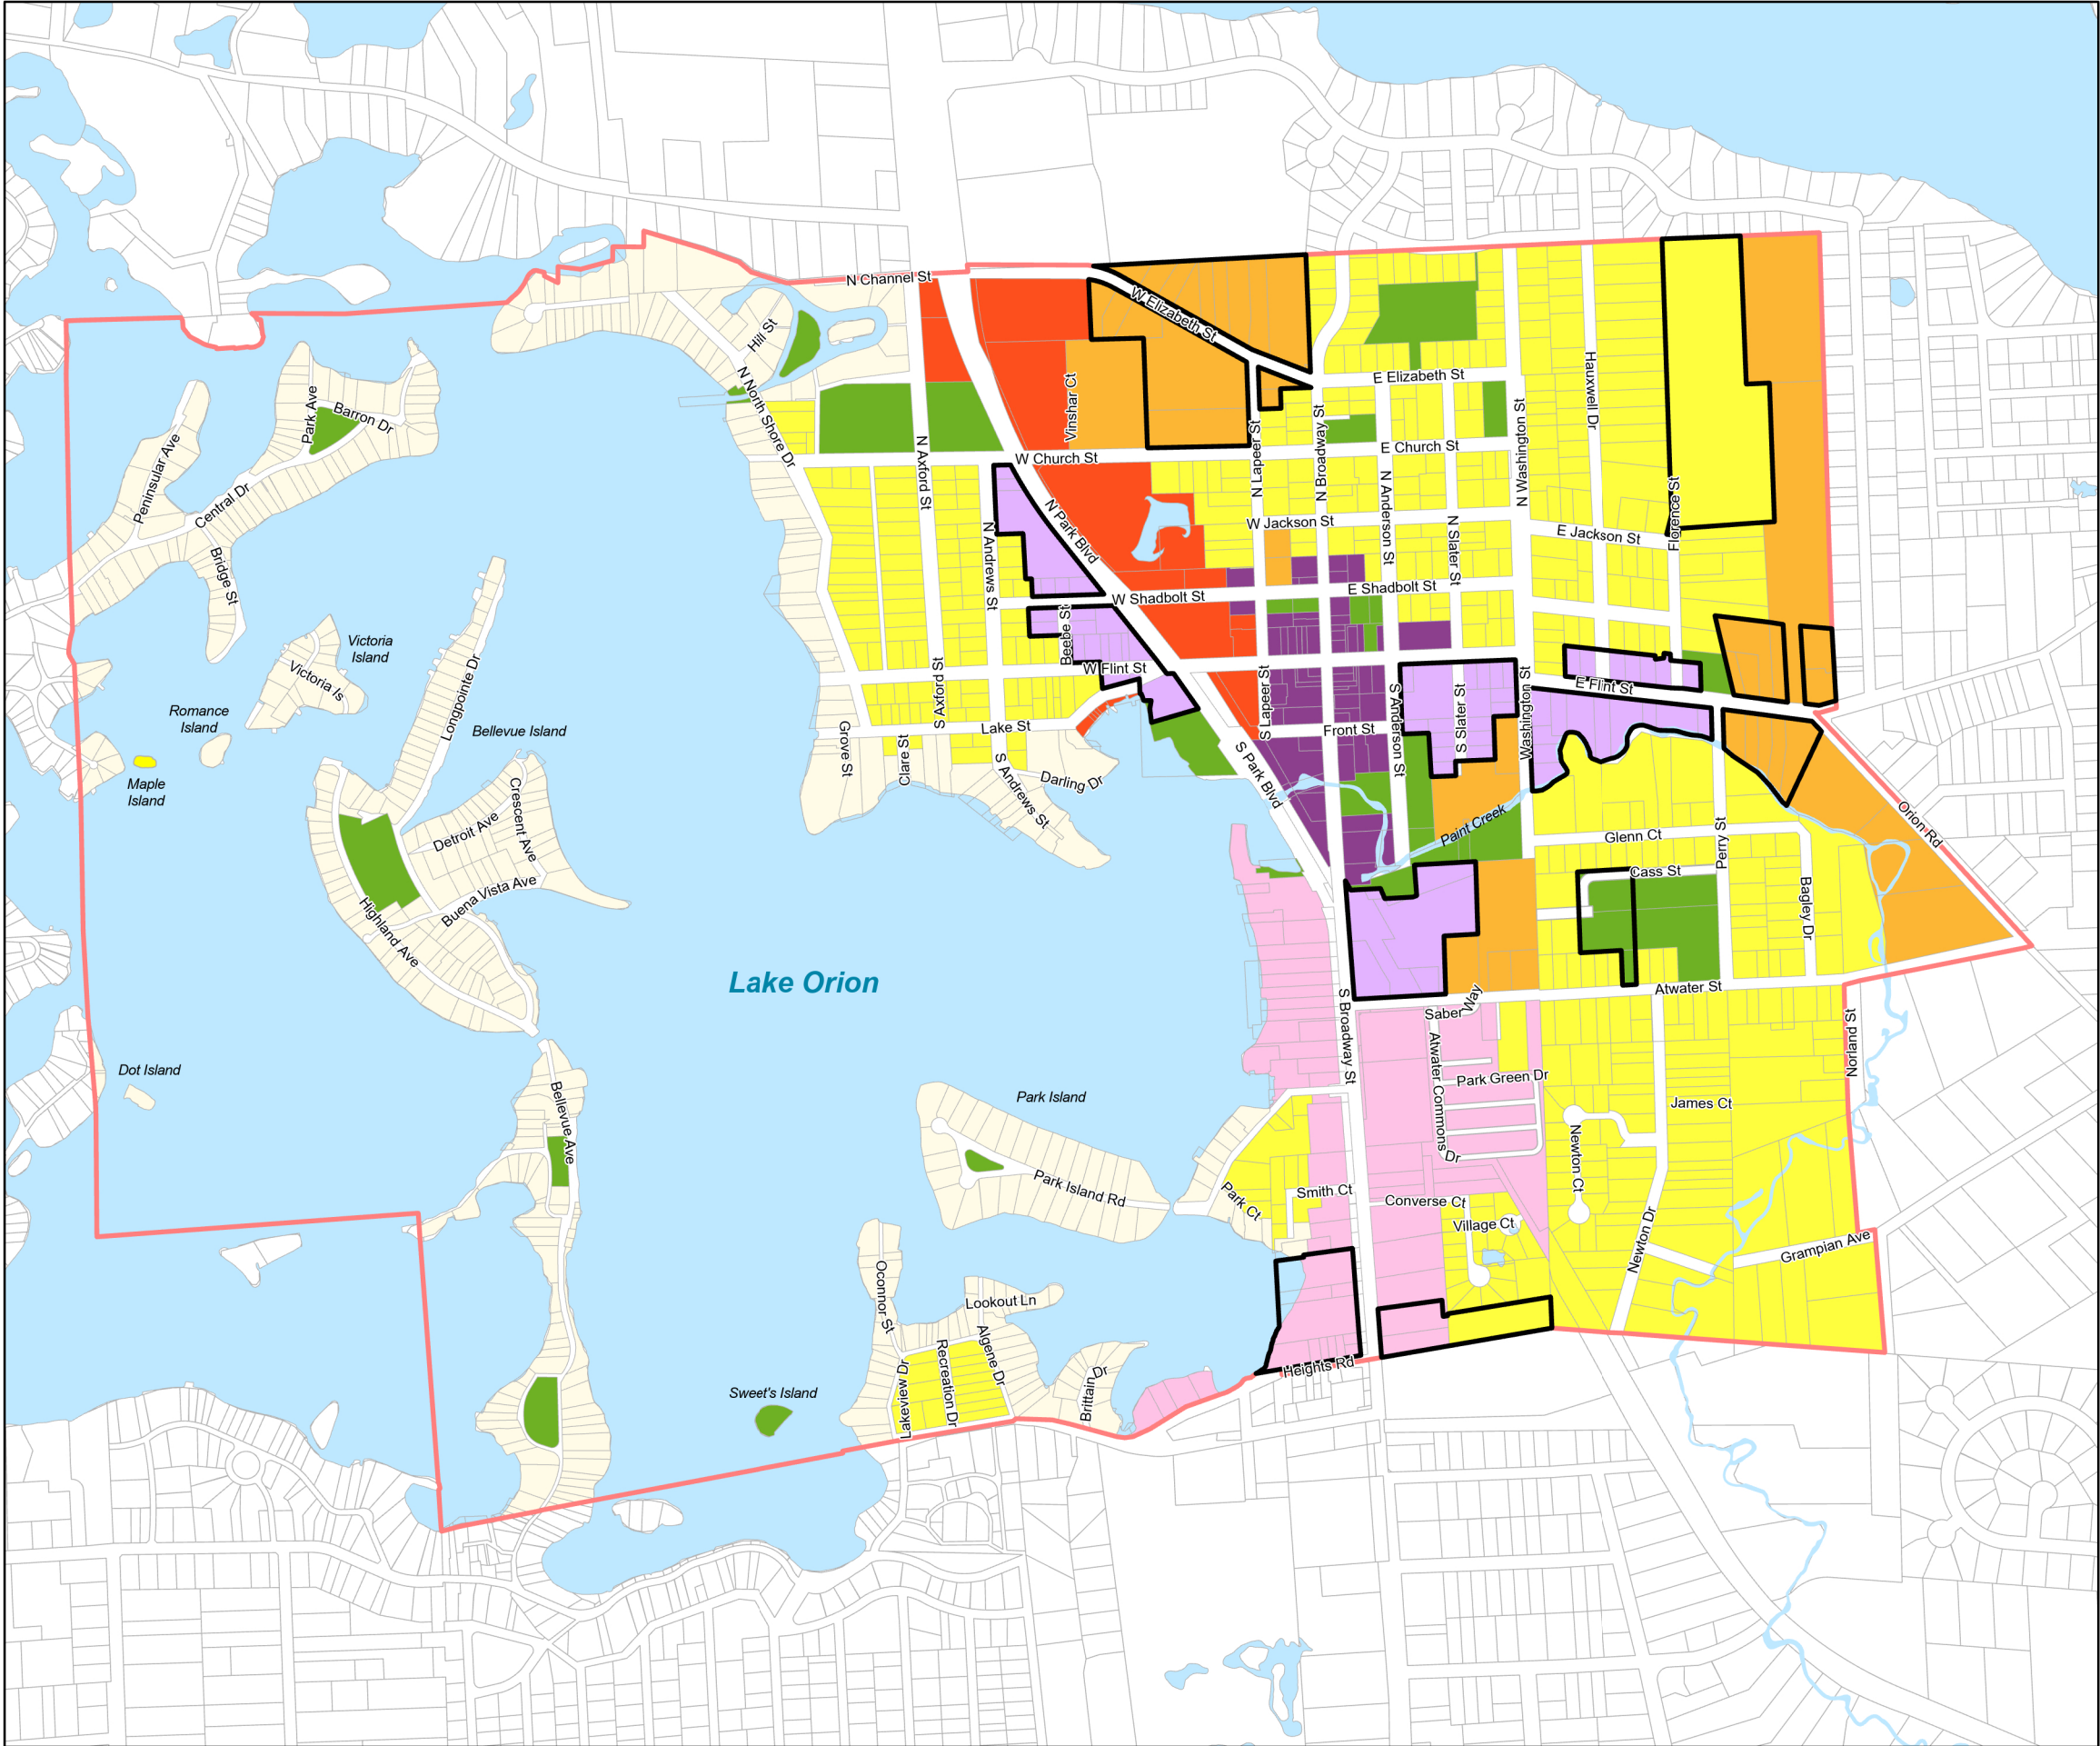 N Channel St
W Elizabeth St
Hill St
E Elizabeth St
Hauxwell Dr
Vinshar Ct
N North Shore Dr
Park Ave
Barron Dr
N Lapeer St
N Broadway St
N Washington St
E Church St
W Church St
N Axford St
Peninsular Ave
Central Dr
N Anderson St
N Slater St
Florence St
W Jackson St
E Jackson St
N Park Blvd
N Andrews St
Bridge St
E Shadbolt St
W Shadbolt St
Beebe St
Victoria
Island
Victoria Is
W Flint St
E Flint St
Longpointe Dr
S Axford St
S Lapeer St
S Anderson St
S Slater St
Washington St
Romance
Island
Bellevue Island
Lake St
Front St
Grove St
Clare St
S Andrews St
Darling Dr
S Park Blvd
Maple
Island
Crescent Ave
Detroit Ave
Paint Creek
Orion Rd
Glenn Ct
Perry St
Cass St
Buena Vista Ave
Highland Ave
Bagley Dr
Lake Orion
Atwater St
Saber Way
S Broadway St
Norland St
Dot Island
Bellevue Ave
Park Island
Atwater Commons Dr
Park Green Dr
James Ct
Newton Ct
Park Island Rd
Smith Ct
Park Ct
Converse Ct
Village Ct
Newton Dr
Grampian Ave
Oconnor St
Lookout Ln
Algene Dr
Recreation Dr
Lakeview Dr
Brittain Dr
Heights Rd
Sweet's Island